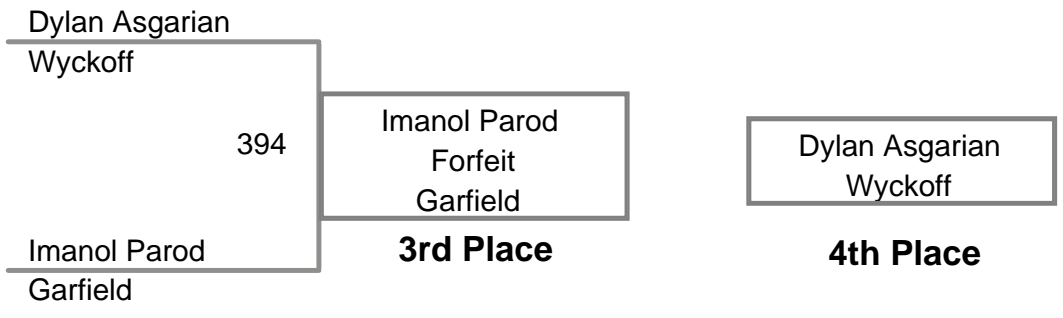 Dylan Asgarian
Wyckoff
394
Imanol Parod
Forfeit
Garfield
3rd Place
Dylan Asgarian
Wyckoff
4th Place
Imanol Parod
Garfield